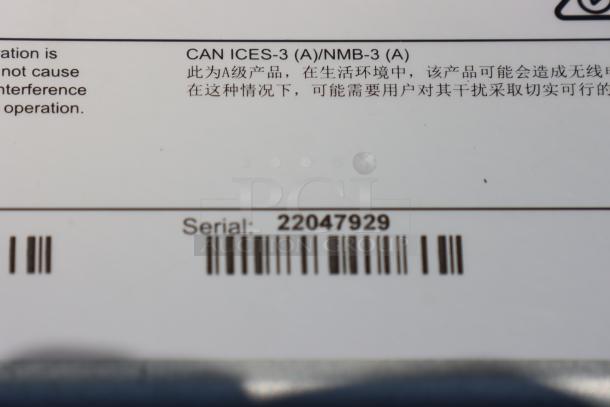 ation is
not cause
nterference
operation.
CAN ICES-3 (A)/NMB-3 (A)
此为A级产品，在生活环境中，该产品可能会造成无线
在这种情况下，可能需要用户对其干扰采取切实可行的
PCI
AUCTION GROUP
Serial: 22047929